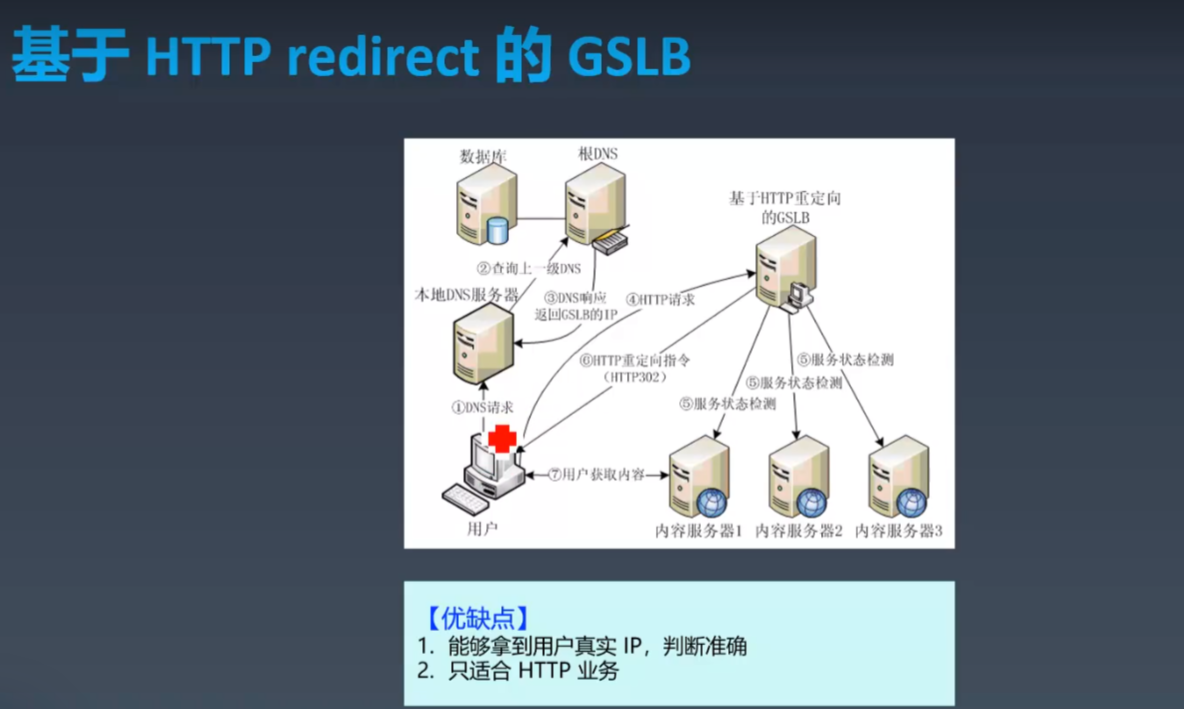 基于 HTTP redirect 的 GSLB
数据库
根DNS
基于HTTP重定向
的GSLB
②查询上一级DNS
本地DNS服务器
③DNS响应
返回GSLB的IP
④HTTP请求
⑥HTTP重定向指令
（HTTP302）
⑤服务状态检测
⑤服务状态检测
⑤服务状态检测
①DNS请求
⑦用户获取内容
用户
内容服务器1
内容服务器2
内容服务器3
【优缺点】
1. 能够拿到用户真实 IP，判断准确
2. 只适合 HTTP 业务